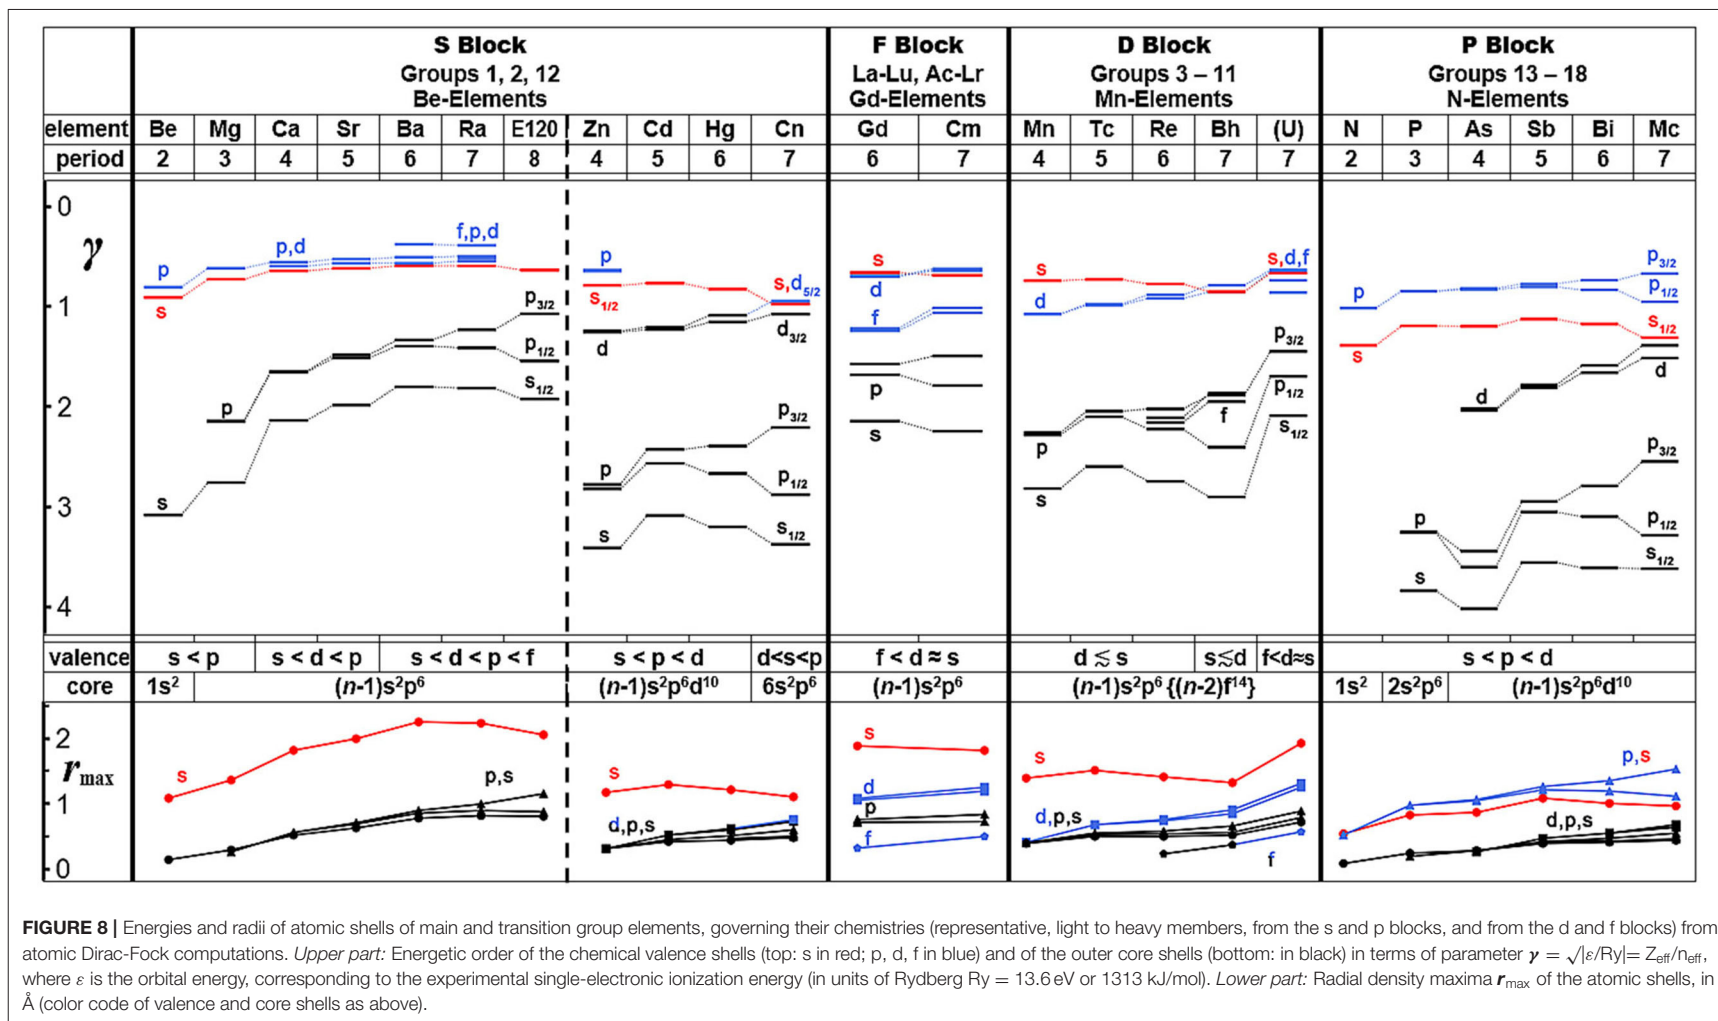 S Block
Groups 1, 2, 12
Be-Elements
F Block
La-Lu, Ac-Lr
Gd-Elements
D Block
Groups 3 – 11
Mn-Elements
P Block
Groups 13 – 18
N-Elements
element Be Mg Ca Sr Ba Ra E120 Zn Cd Hg Cn Gd Cm Mn Tc Re Bh (U) N P As Sb Bi Mc
period 2 3 4 5 6 7 8 4 5 6 7 6 7 4 5 6 7 7 2 3 4 5 6 7
γ
0
1
2
3
4
p
s
p,d
f,p,d
p3/2
p1/2
s1/2
p
s
p
s1/2
d
s,d5/2
d3/2
p
s
p3/2
p1/2
s1/2
s
d
f
p
s
s
d
p
s
f
s,d,f
p3/2
p1/2
s1/2
p
s
p3/2
p1/2
s1/2
d
d
p
s
p3/2
p1/2
s1/2
valence s < p s < d < p s < d < p < f s < p < d d<s<p f < d ≈ s d ≲ s s≲d f<d≈s s < p < d
core 1s² (n-1)s²p⁶ (n-1)s²p⁶d¹⁰ 6s²p⁶ (n-1)s²p⁶ (n-1)s²p⁶{(n-2)f¹⁴} 1s² 2s²p⁶ (n-1)s²p⁶d¹⁰
rmax
2
1
0
s
p,s
s
d,p,s
s
d
p
f
s
d,p,s
f
p,s
d,p,s
FIGURE 8 | Energies and radii of atomic shells of main and transition group elements, governing their chemistries (representative, light to heavy members, from the s and p blocks, and from the d and f blocks) from
atomic Dirac-Fock computations. Upper part: Energetic order of the chemical valence shells (top: s in red; p, d, f in blue) and of the outer core shells (bottom: in black) in terms of parameter γ = √|ε/Ry|= Zeff/neff,
where ε is the orbital energy, corresponding to the experimental single-electronic ionization energy (in units of Rydberg Ry = 13.6 eV or 1313 kJ/mol). Lower part: Radial density maxima rmax of the atomic shells, in
Å (color code of valence and core shells as above).